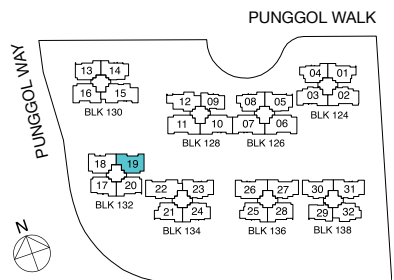 PUNGGOL WALK
PUNGGOL WAY
13 14
16 15
BLK 130
04 01
03 02
BLK 124
12 09
11 10
BLK 128
08 05
07 06
BLK 126
18 19
17 20
BLK 132
22 23
21 24
BLK 134
26 27
25 28
BLK 136
30 31
29 32
BLK 138
N